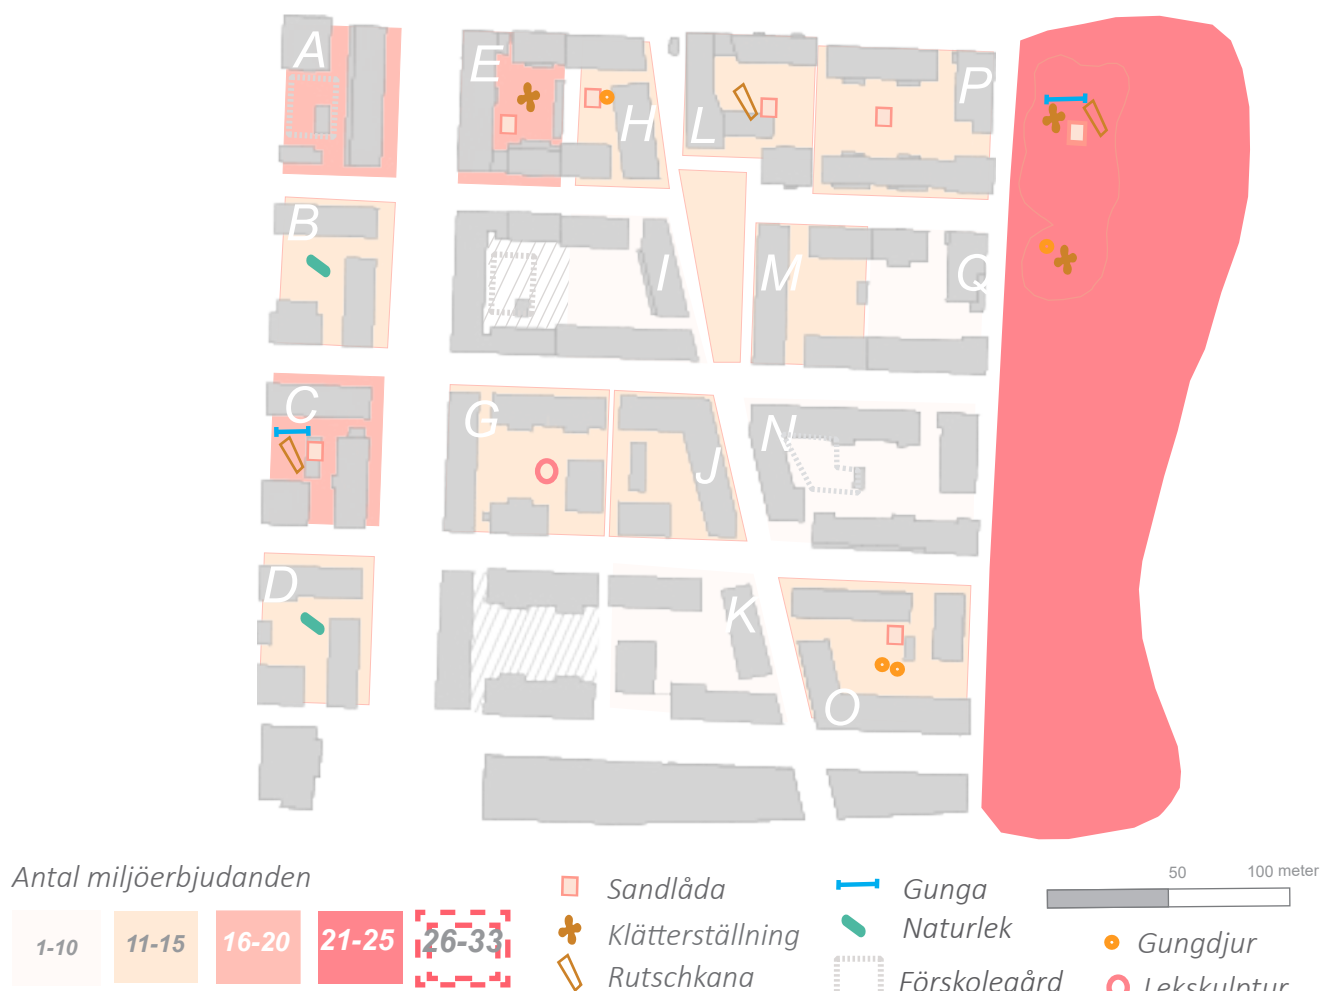 A
E
H
L
P
B
I
M
Q
C
G
J
N
D
K
O
Antal miljöerbjudanden
1-10
11-15
16-20
21-25
26-33
Sandlåda
Klätterställning
Rutschkana
Gunga
Naturlek
Förskolegård
50 100 meter
Gungdjur
Lekskulptur